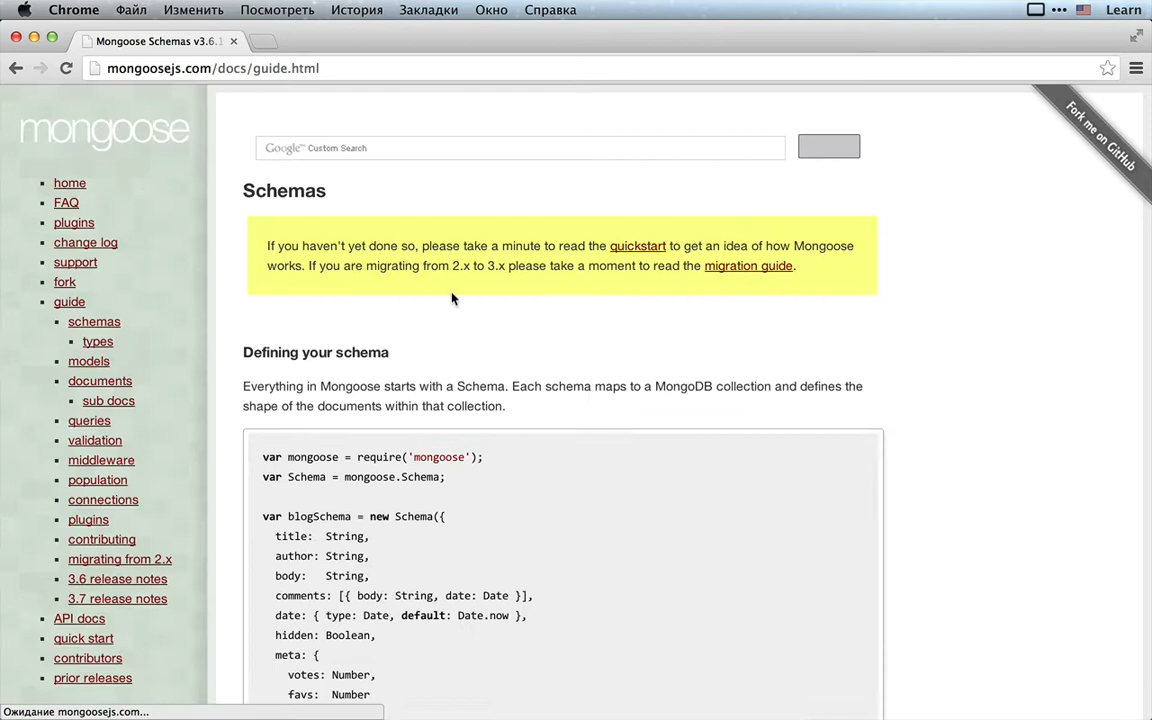 Chrome Файл Изменить Посмотреть История Закладки Окно Справка Learn
Mongoose Schemas v3.6.1
mongoosejs.com/docs/guide.html
mongoose
home
FAQ
plugins
change log
support
fork
guide
schemas
types
models
documents
sub docs
queries
validation
middleware
population
connections
plugins
contributing
migrating from 2.x
3.6 release notes
3.7 release notes
API docs
quick start
contributors
prior releases
Fork me on GitHub
Google™ Custom Search
Schemas
If you haven't yet done so, please take a minute to read the quickstart to get an idea of how Mongoose
works. If you are migrating from 2.x to 3.x please take a moment to read the migration guide.
Defining your schema
Everything in Mongoose starts with a Schema. Each schema maps to a MongoDB collection and defines the
shape of the documents within that collection.
var mongoose = require('mongoose');
var Schema = mongoose.Schema;
var blogSchema = new Schema({
title:  String,
author: String,
body:   String,
comments: [{ body: String, date: Date }],
date: { type: Date, default: Date.now },
hidden: Boolean,
meta: {
votes: Number,
favs:  Number
Ожидание mongoosejs.com...